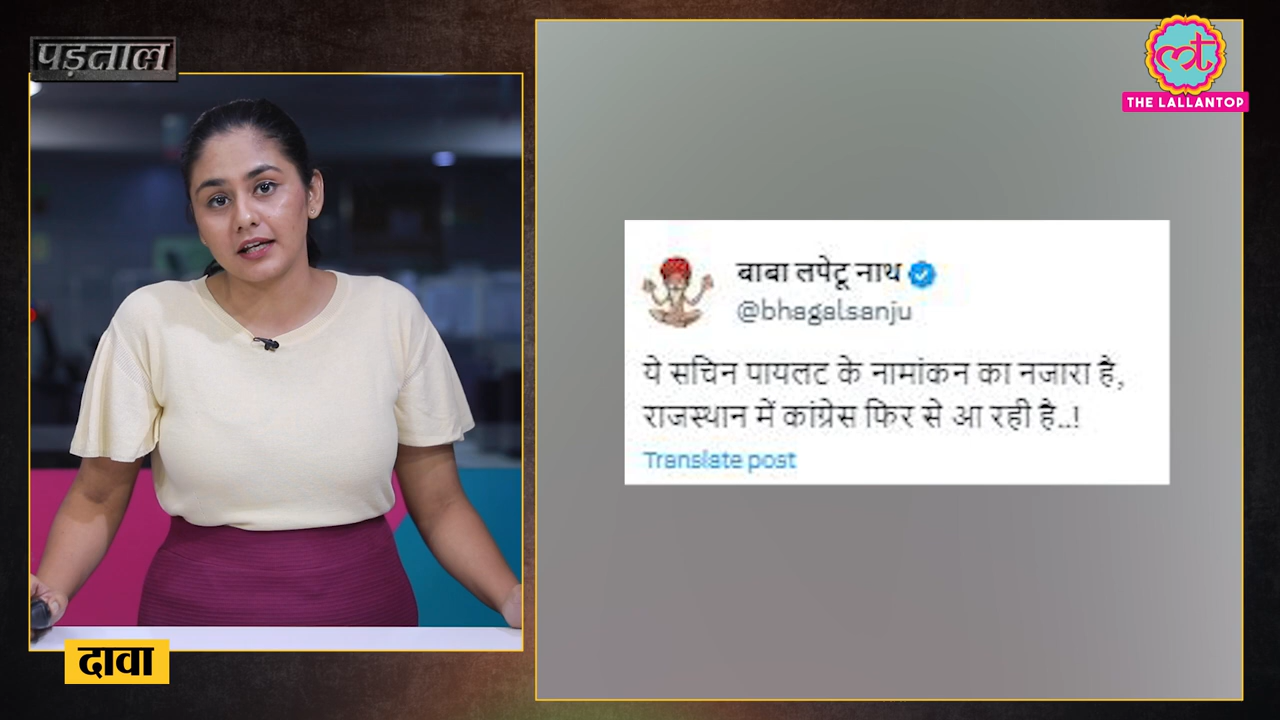 पड़ताल
THE LALLANTOP
बाबा लपेटू नाथ
@bhagalsanju
ये सचिन पायलट के नामांकन का नजारा है,
राजस्थान में कांग्रेस फिर से आ रही है..!
Translate post
दावा